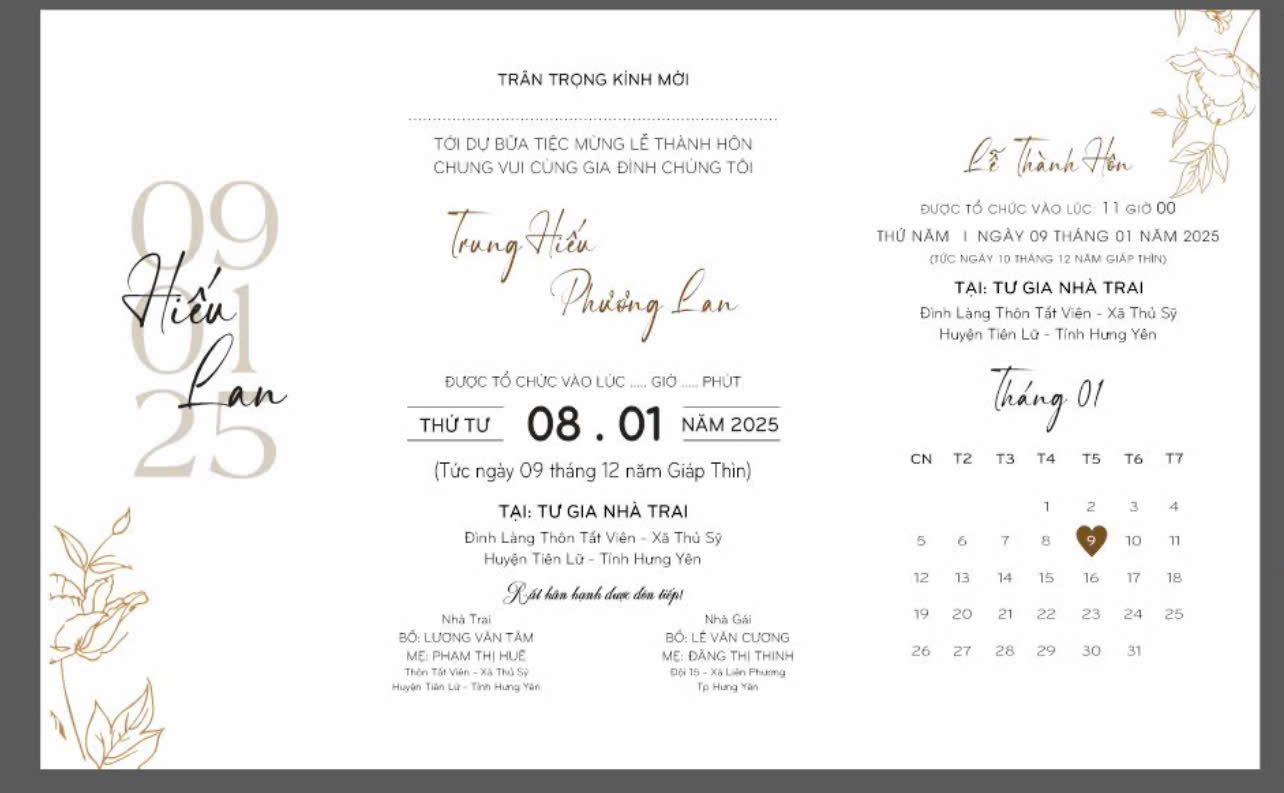 09
01
25
Hiếu
Lan
TRÂN TRỌNG KÍNH MỜI
TỚI DỰ BỮA TIỆC MỪNG LỄ THÀNH HÔN
CHUNG VUI CÙNG GIA ĐÌNH CHÚNG TÔI
Trung Hiếu
Phương Lan
ĐƯỢC TỔ CHỨC VÀO LÚC ..... GIỜ ..... PHÚT
THỨ TƯ 08 . 01 NĂM 2025
(Tức ngày 09 tháng 12 năm Giáp Thìn)
TẠI: TƯ GIA NHÀ TRAI
Đình Làng Thôn Tất Viên - Xã Thủ Sỹ
Huyện Tiên Lữ - Tỉnh Hưng Yên
Rất hân hạnh được đón tiếp!
Nhà Trai
BỐ: LƯƠNG VĂN TÂM
MẸ: PHẠM THỊ HUÊ
Thôn Tất Viên - Xã Thủ Sỹ
Huyện Tiên Lữ - Tỉnh Hưng Yên
Nhà Gái
BỐ: LÊ VĂN CƯƠNG
MẸ: ĐẶNG THỊ THỊNH
Đội 15 - Xã Liên Phương
Tp Hưng Yên
Lễ Thành Hôn
ĐƯỢC TỔ CHỨC VÀO LÚC: 11 GIỜ 00
THỨ NĂM I NGÀY 09 THÁNG 01 NĂM 2025
(TỨC NGÀY 10 THÁNG 12 NĂM GIÁP THÌN)
TẠI: TƯ GIA NHÀ TRAI
Đình Làng Thôn Tất Viên - Xã Thủ Sỹ
Huyện Tiên Lữ - Tỉnh Hưng Yên
Tháng 01
CN T2 T3 T4 T5 T6 T7
1 2 3 4
5 6 7 8 9 10 11
12 13 14 15 16 17 18
19 20 21 22 23 24 25
26 27 28 29 30 31